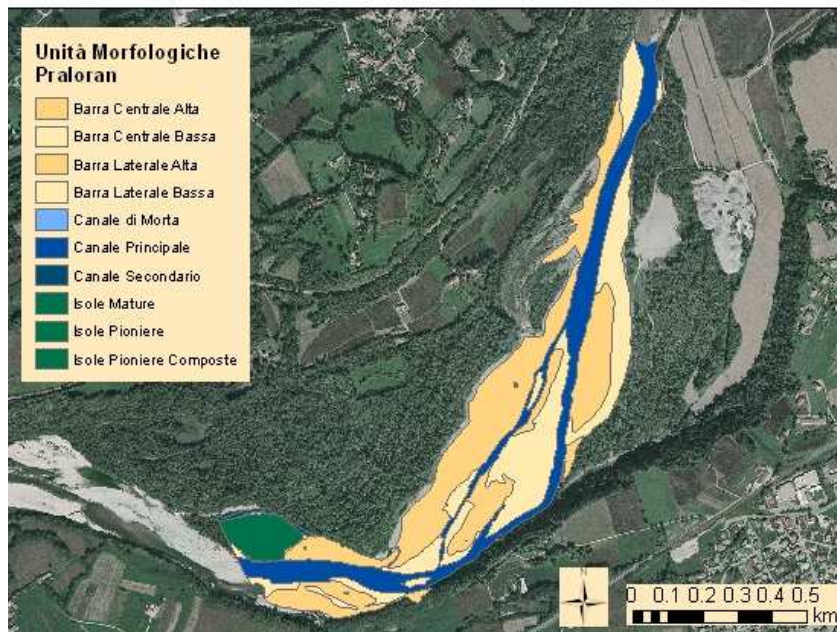 Unità Morfologiche
Praloran
Barra Centrale Alta
Barra Centrale Bassa
Barra Laterale Alta
Barra Laterale Bassa
Canale di Morta
Canale Principale
Canale Secondario
Isole Mature
Isole Pioniere
Isole Pioniere Composte
N
0 0.1 0.2 0.3 0.4 0.5
km